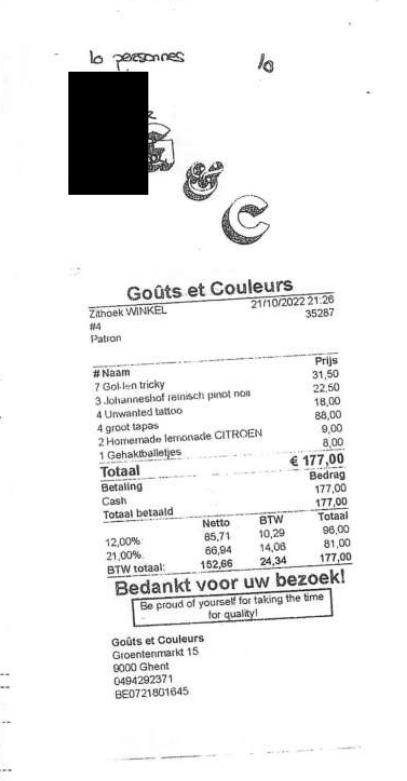 10 personnes 10
G & C
Goûts et Couleurs
Zithoek WINKEL 21/10/2022 21:26
#4 35287
Patron
# Naam Prijs
7 Gol-len tricky 31,50
3 Johanneshof reinisch pinot noir 22,50
4 Unwanted tattoo 18,00
4 groot tapas 88,00
2 Homemade lemonade CITROEN 9,00
1 Gehaktballetjes 8,00
Totaal € 177,00
Betaling Bedrag
Cash 177,00
Totaal betaald 177,00
Netto BTW Totaal
12,00% 85,71 10,29 96,00
21,00% 66,94 14,06 81,00
BTW totaal: 152,66 24,34 177,00
Bedankt voor uw bezoek!
Be proud of yourself for taking the time
for quality!
Goûts et Couleurs
Groentenmarkt 15
9000 Ghent
0494292371
BE0721801645